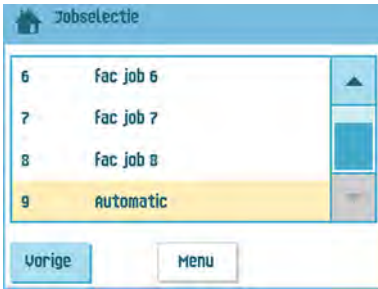 Jobselectie
6 fac job 6
7 fac job 7
8 fac job 8
9 Automatic
Vorige Menu